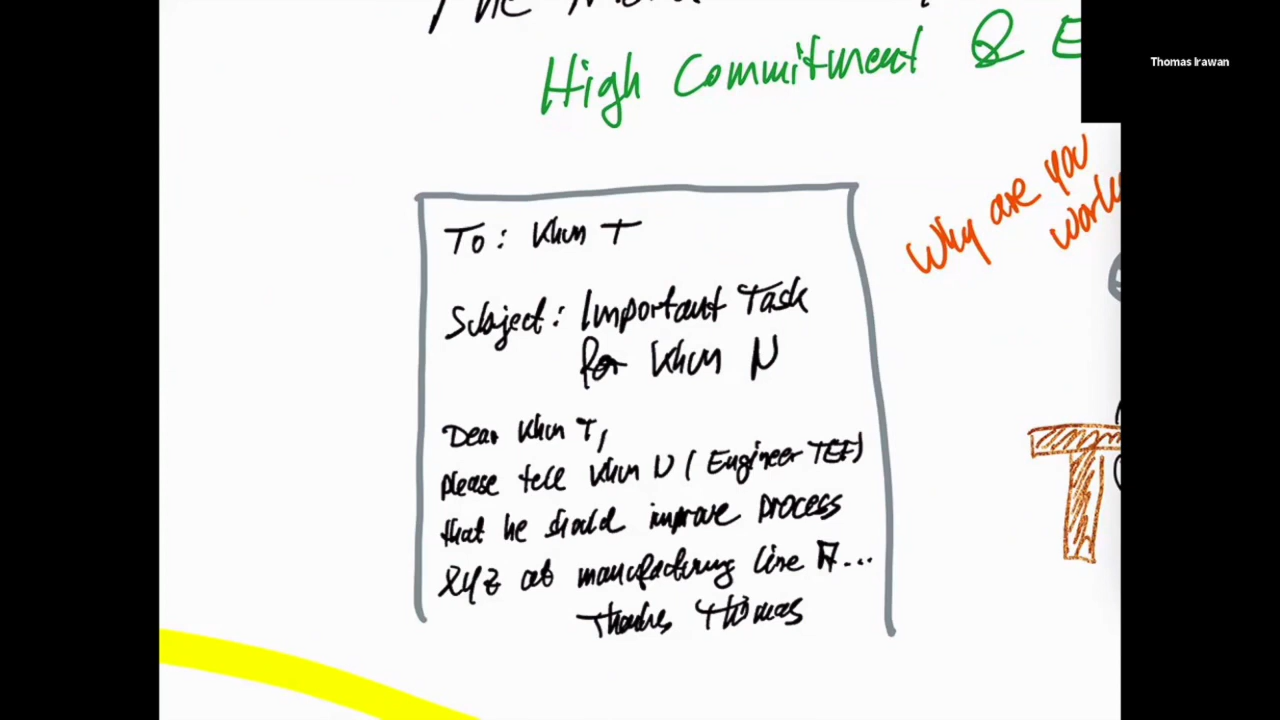 The
High Commitment &
Thomas Irawan
Why are you
To: Khun T
Subject: Important Task
for Khun N
Dear Khun T,
please tell Khun N (Engineer TEF)
that he should improve process
XYZ at manufacturing line A...
Thanks, Thomas